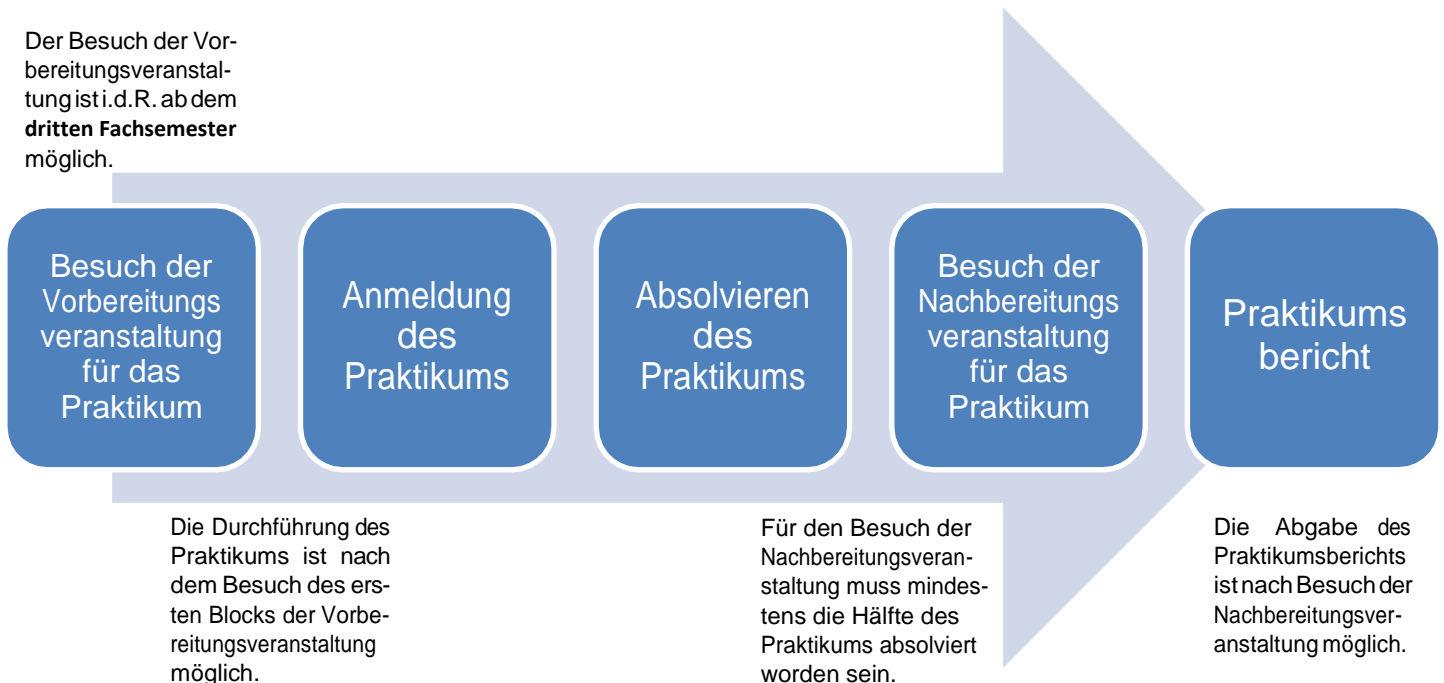 Der Besuch der Vor-
bereitungsveranstal-
tung ist i.d.R. ab dem
dritten Fachsemester
möglich.
Besuch der
Vorbereitungs
veranstaltung
für das
Praktikum
Anmeldung
des
Praktikums
Absolvieren
des
Praktikums
Besuch der
Nachbereitungs
veranstaltung
für das
Praktikum
Praktikums
bericht
Die Durchführung des
Praktikums ist nach
dem Besuch des ers-
ten Blocks der Vorbe-
reitungsveranstaltung
möglich.
Für den Besuch der
Nachbereitungsveran-
staltung muss mindes-
tens die Hälfte des
Praktikums absolviert
worden sein.
Die Abgabe des
Praktikumsberichts
ist nach Besuch der
Nachbereitungsver-
anstaltung möglich.